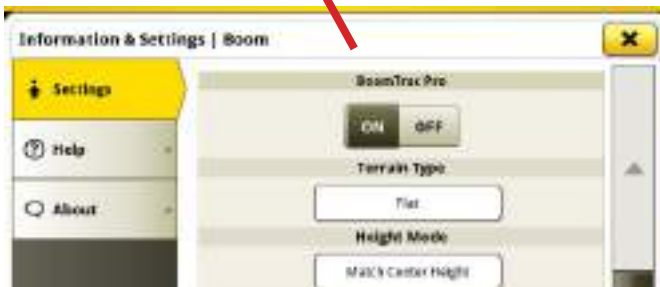 Information & Settings | Boom
Settings
BoomTrac Pro
ON OFF
Help
Terrain Type
About
Flat
Height Mode
Match Center Height